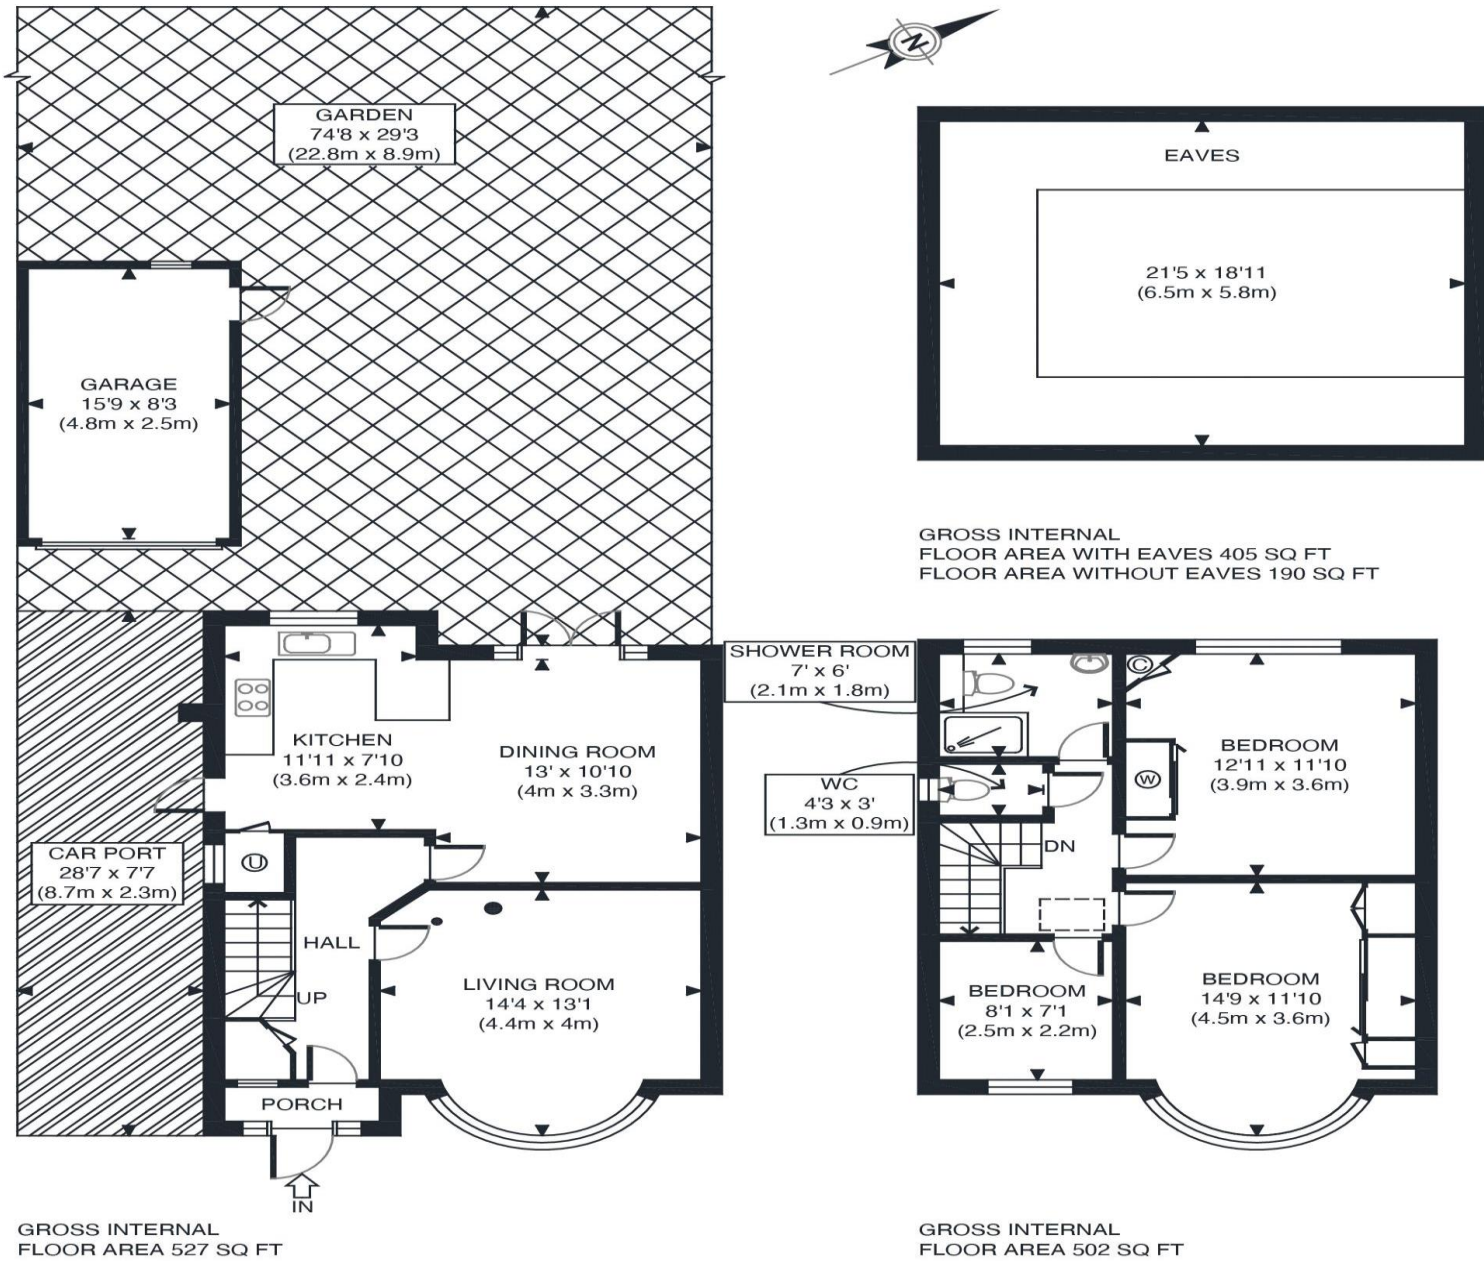 GARDEN
74'8 x 29'3
(22.8m x 8.9m)
N
EAVES
21'5 x 18'11
(6.5m x 5.8m)
GARAGE
15'9 x 8'3
(4.8m x 2.5m)
GROSS INTERNAL
FLOOR AREA WITH EAVES 405 SQ FT
FLOOR AREA WITHOUT EAVES 190 SQ FT
KITCHEN
11'11 x 7'10
(3.6m x 2.4m)
DINING ROOM
13' x 10'10
(4m x 3.3m)
CAR PORT
28'7 x 7'7
(8.7m x 2.3m)
U
HALL
UP
LIVING ROOM
14'4 x 13'1
(4.4m x 4m)
PORCH
IN
GROSS INTERNAL
FLOOR AREA 527 SQ FT
SHOWER ROOM
7' x 6'
(2.1m x 1.8m)
C
BEDROOM
12'11 x 11'10
(3.9m x 3.6m)
W
WC
4'3 x 3'
(1.3m x 0.9m)
DN
BEDROOM
8'1 x 7'1
(2.5m x 2.2m)
BEDROOM
14'9 x 11'10
(4.5m x 3.6m)
GROSS INTERNAL
FLOOR AREA 502 SQ FT